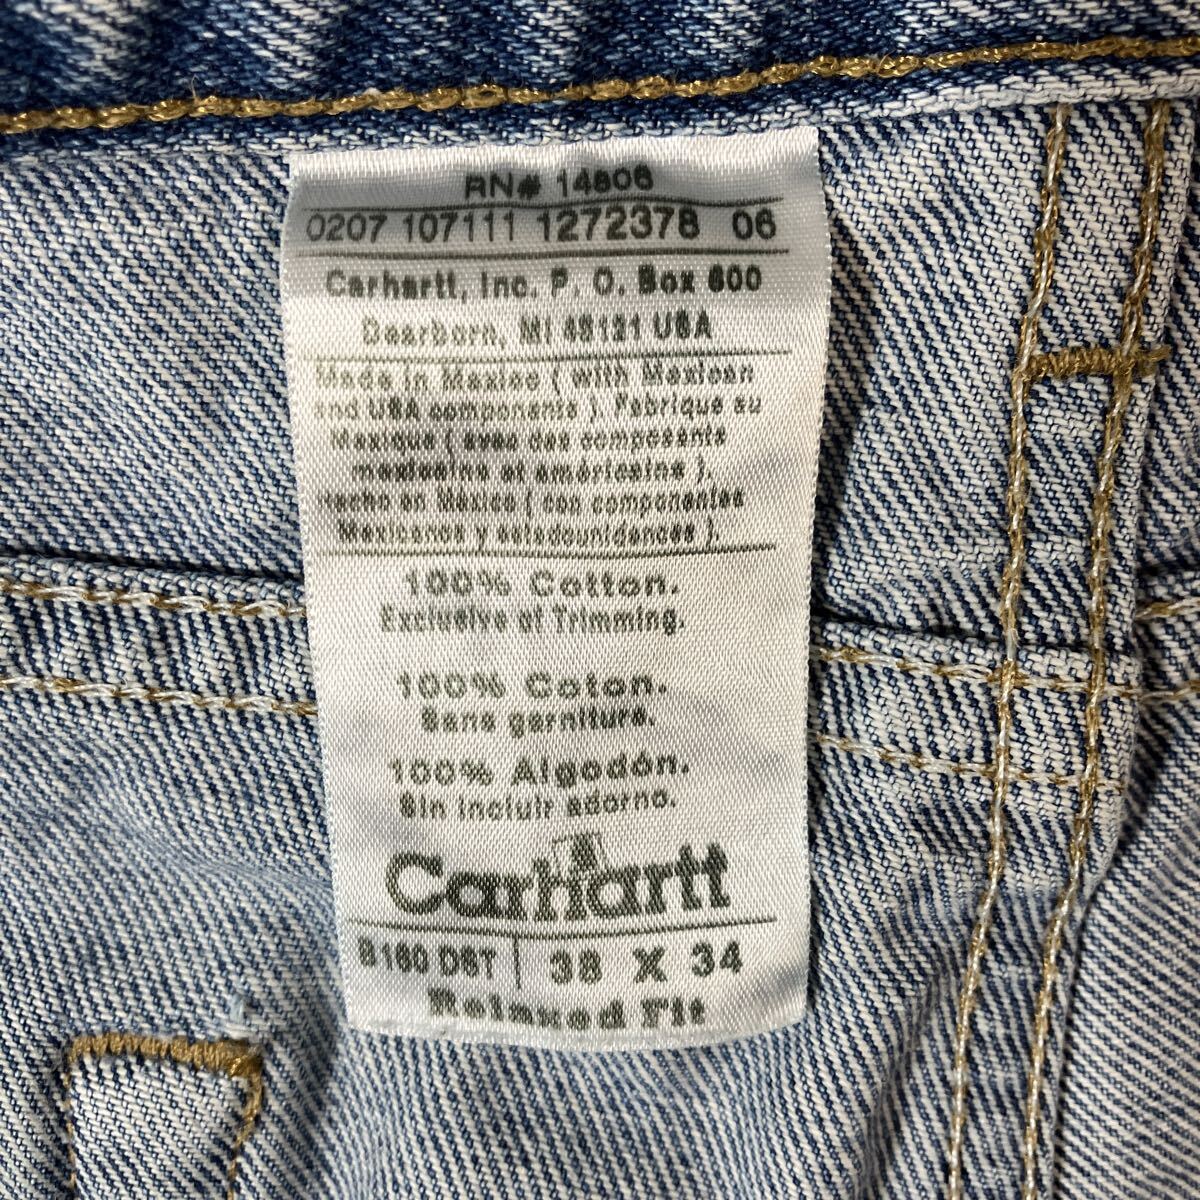 RN# 14806
0207 107111 1272378 06
Carhartt, Inc. P. O. Box 600
Dearborn, MI 48121 USA
Made in Mexico ( with Mexican
and USA components ). Fabrique au
Mexique ( avec des composants
mexicains et américains ).
Hecho en México ( con componentes
Mexicanos y estadounidenses ).
100% Cotton.
Exclusive of Trimming.
100% Coton.
Sans garniture.
100% Algodón.
Sin incluir adorno.
Carhartt
B160 DST 38 X 34
Relaxed Fit